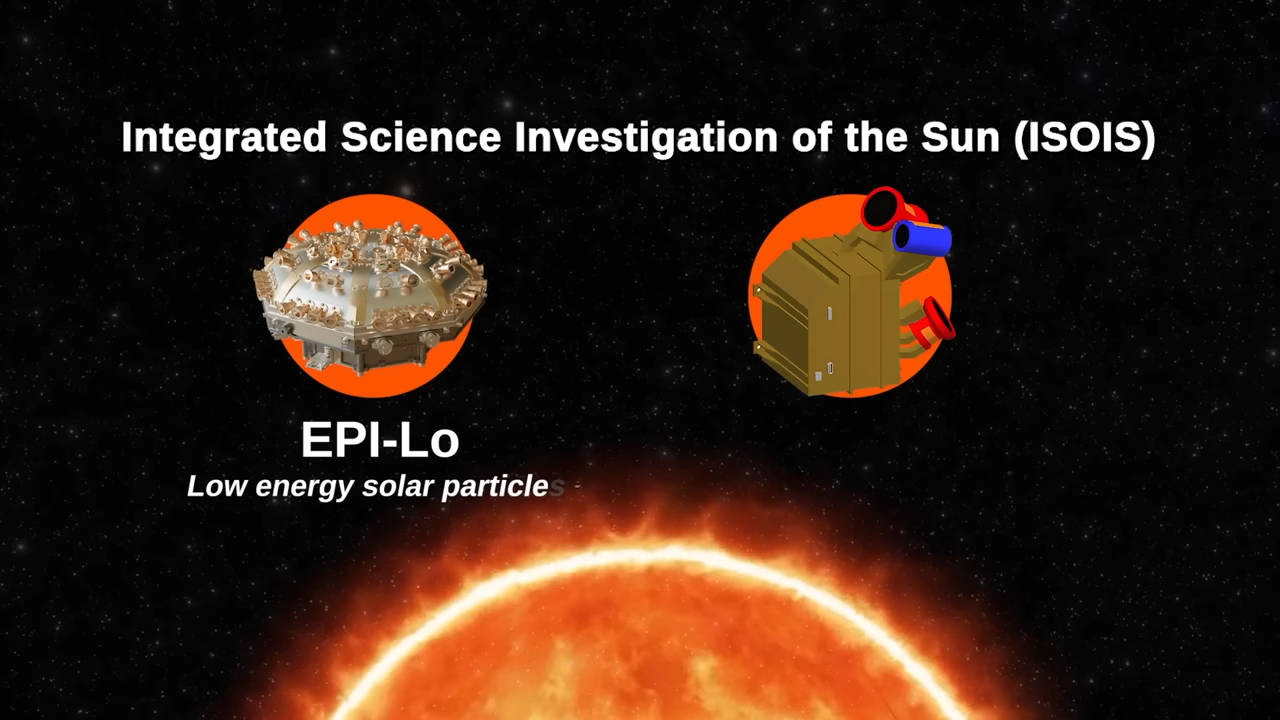 Integrated Science Investigation of the Sun (ISOIS)
EPI-Lo
Low energy solar particles -